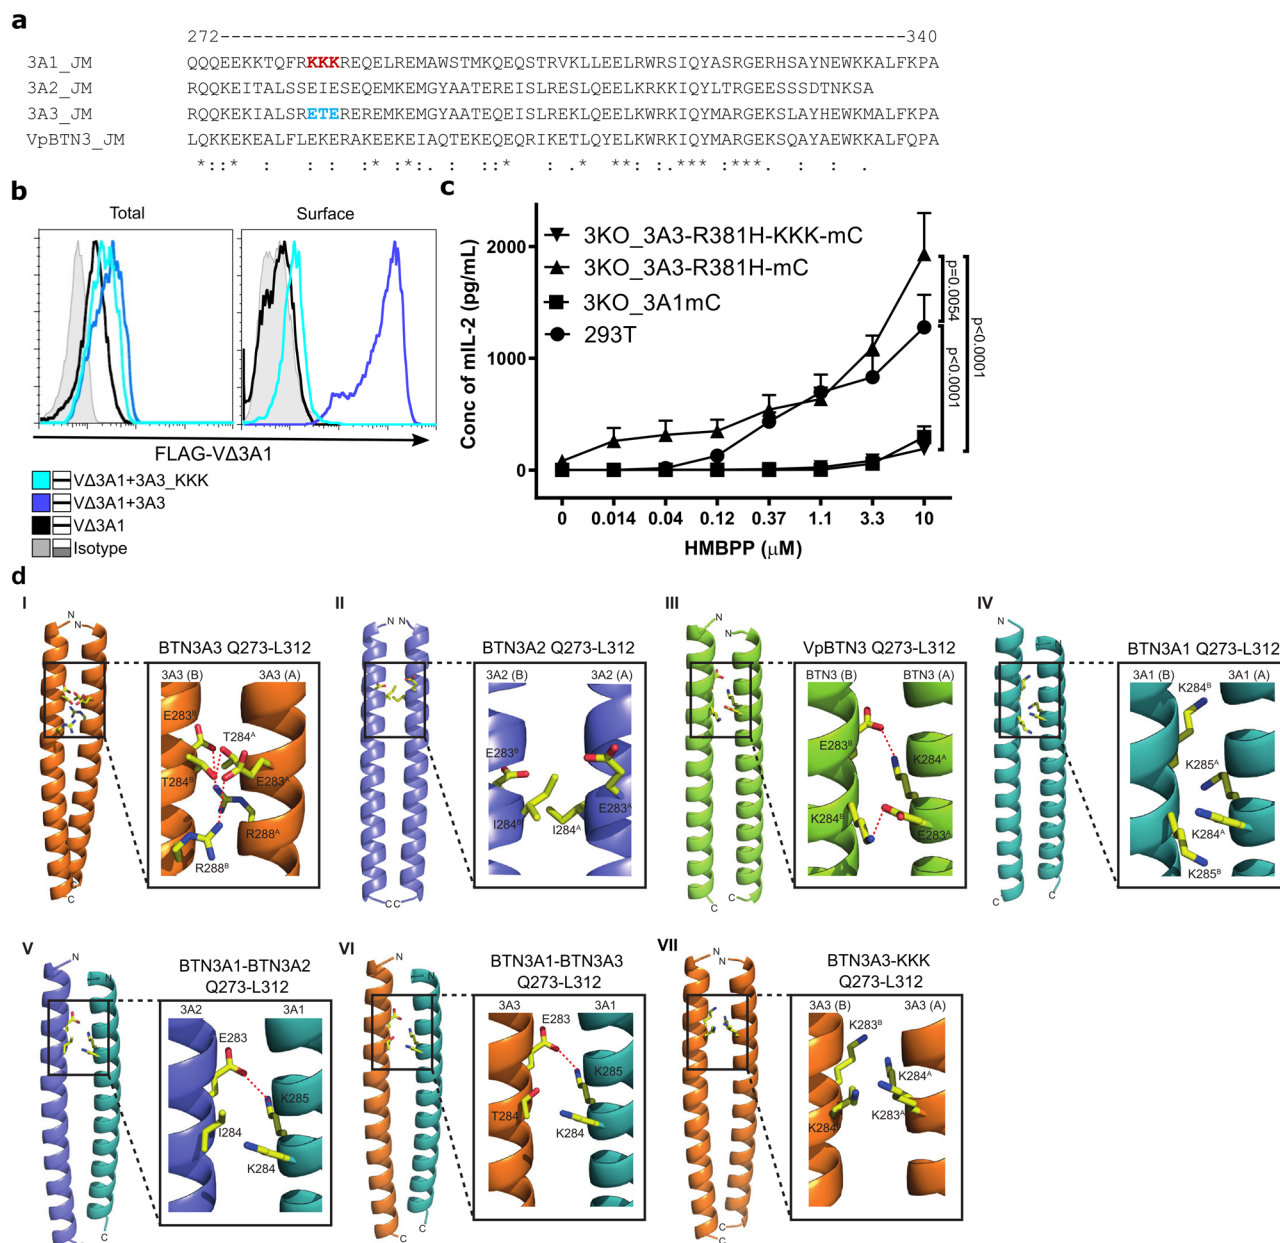 a
272-----------------------------------------------------------------340
3A1_JM QQQEEKKTQFRKKKREQELREMAWSTMKQEQSTRVKLLEELRWRSIQYASRGERHSAYNEWKKALFKPA
3A2_JM RQQKEITALSSEIESEQEMKEMGYAATEREISLRESLQEELKRKKIQYLTRGEESSSDTNKSA
3A3_JM RQQKEKIALSRETEREREMKEMGYAATEQEISLREKLQEELKWRKIQYMARGEKSLAYHEWKMALFKPA
VpBTN3_JM LQKKEKEALFLEKERAKEEKEIAQTEKEQEQRIKETLQYELKWRKIQYMARGEKSQAYAEWKKALFQPA
*::* : : : :* *:. : ::* : .* **: ***: ***. : : .
b
Total
Surface
FLAG-VΔ3A1
VΔ3A1+3A3_KKK
VΔ3A1+3A3
VΔ3A1
Isotype
c
Conc of mIL-2 (pg/mL)
2000
1000
0
3KO_3A3-R381H-KKK-mC
3KO_3A3-R381H-mC
3KO_3A1mC
293T
p=0.0054
p<0.0001
p<0.0001
0 0.014 0.04 0.12 0.37 1.1 3.3 10
HMBPP (μM)
d
I
N
N
C
BTN3A3 Q273-L312
3A3 (B) 3A3 (A)
E283B
T284A
T284B
E283A
R288A
R288B
II
N N
C C
BTN3A2 Q273-L312
3A2 (B) 3A2 (A)
E283B
E283A
I284B
I284A
III
N
N
C
C
VpBTN3 Q273-L312
BTN3 (B) BTN3 (A)
E283B
K284A
K284B
E283A
IV
N
N
C
C
BTN3A1 Q273-L312
3A1 (B) 3A1 (A)
K284B
K285A
K284A
K285B
V
N
N
C
C
BTN3A1-BTN3A2
Q273-L312
3A2 3A1
E283
K285
I284
K284
VI
N
N
C
C
BTN3A1-BTN3A3
Q273-L312
3A3 3A1
E283
K285
T284
K284
VII
N
N
C
C
BTN3A3-KKK
Q273-L312
3A3 (B) 3A3 (A)
K283B
K284A
K283A
K284